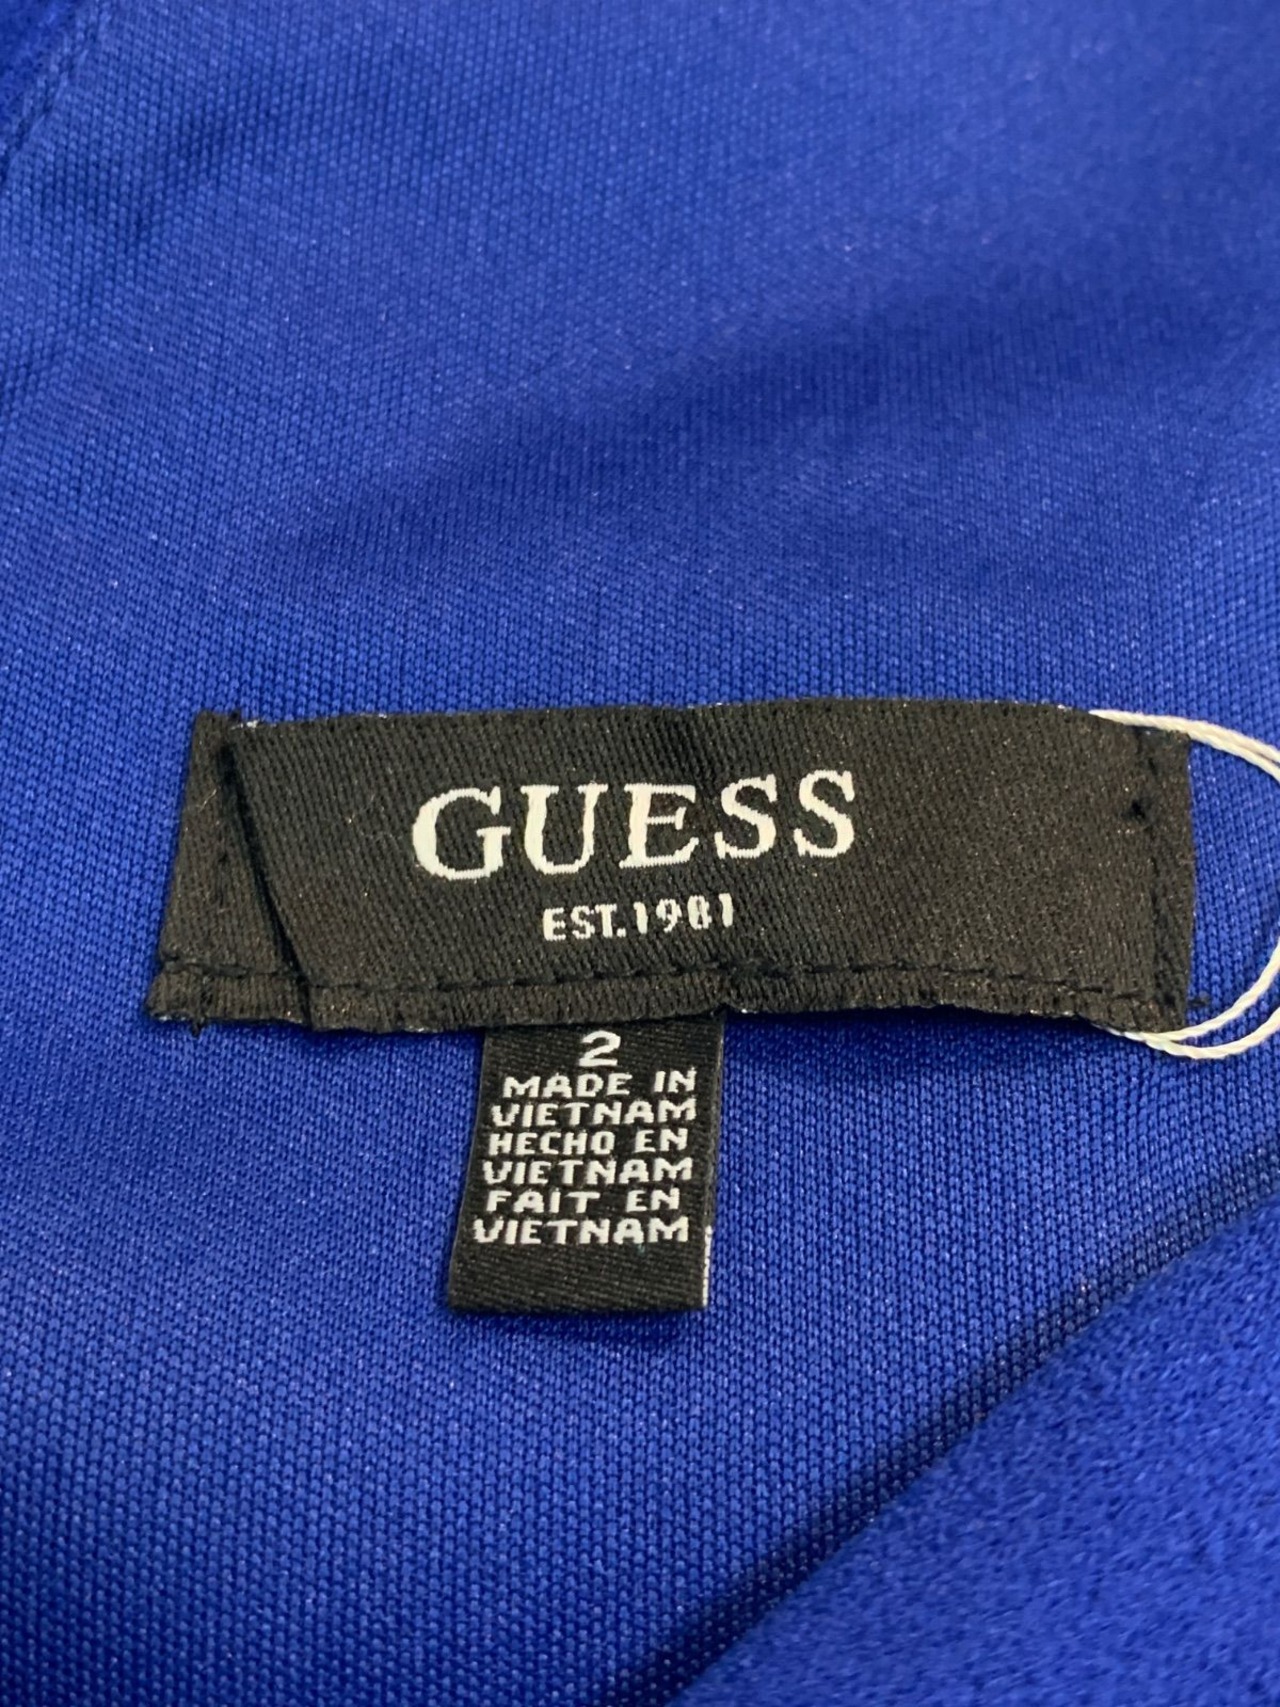 GUESS
EST.1981
2
MADE IN
VIETNAM
HECHO EN
VIETNAM
FAIT EN
VIETNAM